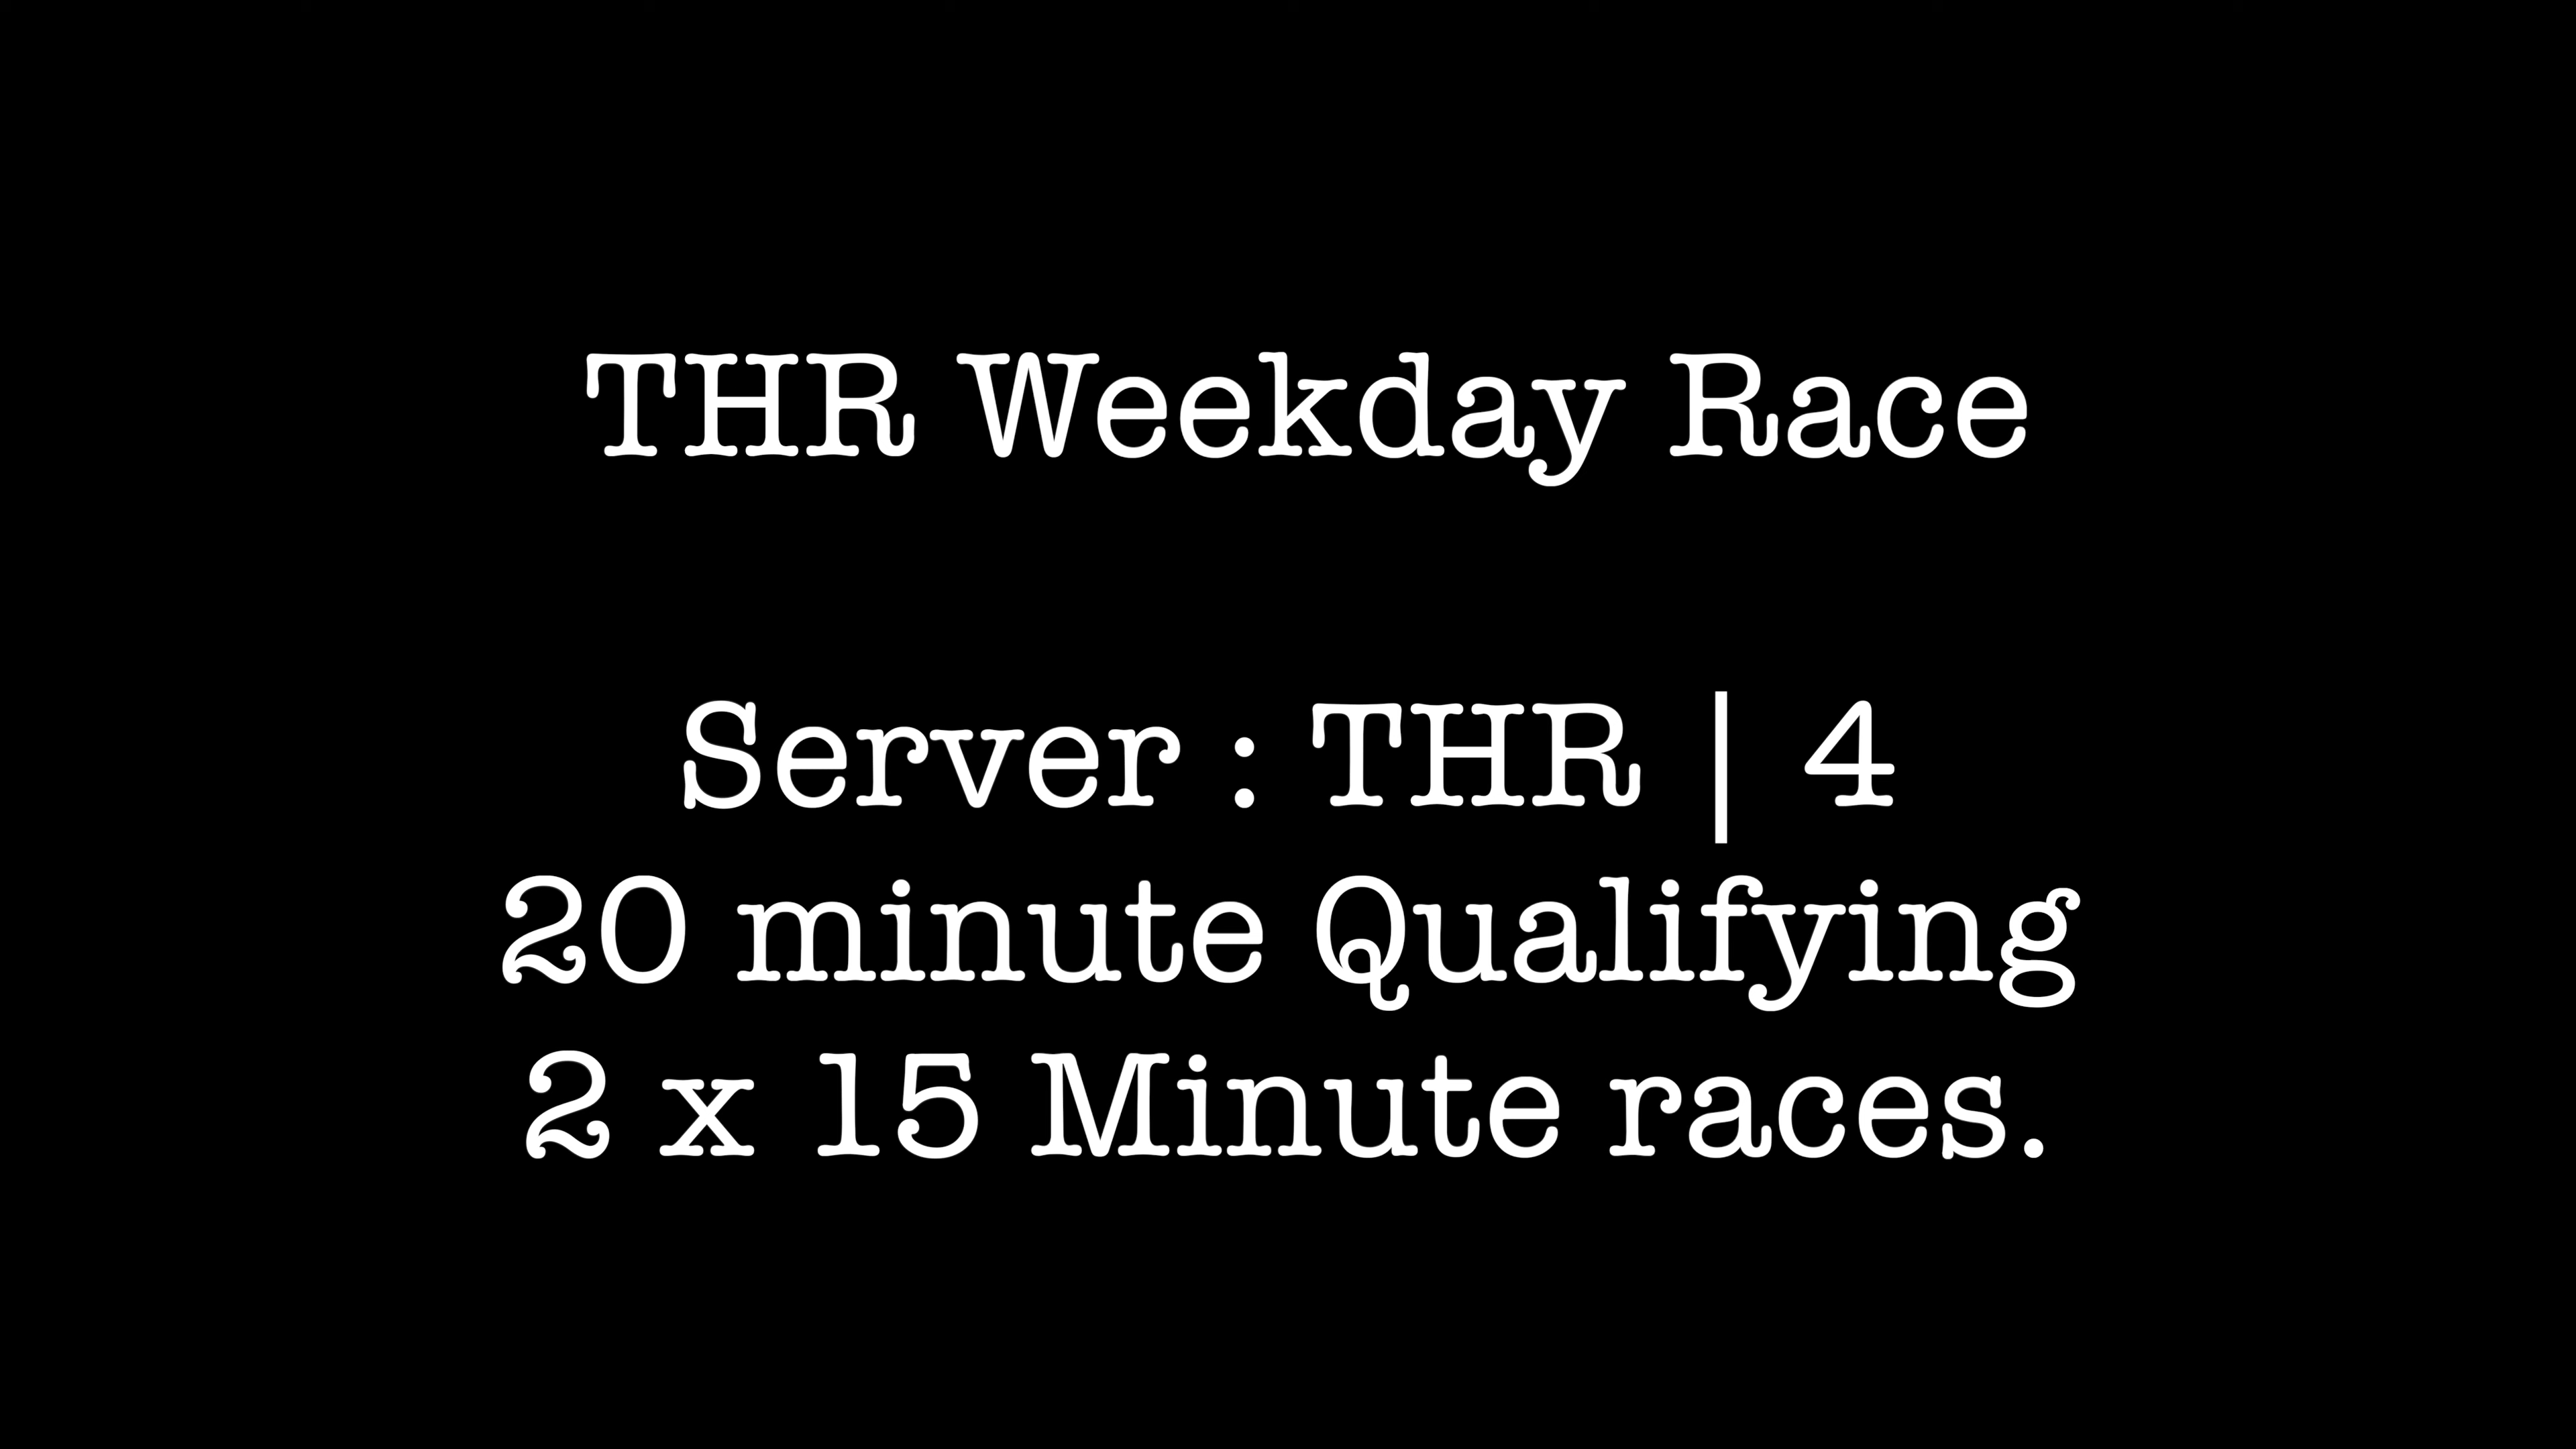 THR Weekday Race
Server : THR | 4
20 minute Qualifying
2 x 15 Minute races.